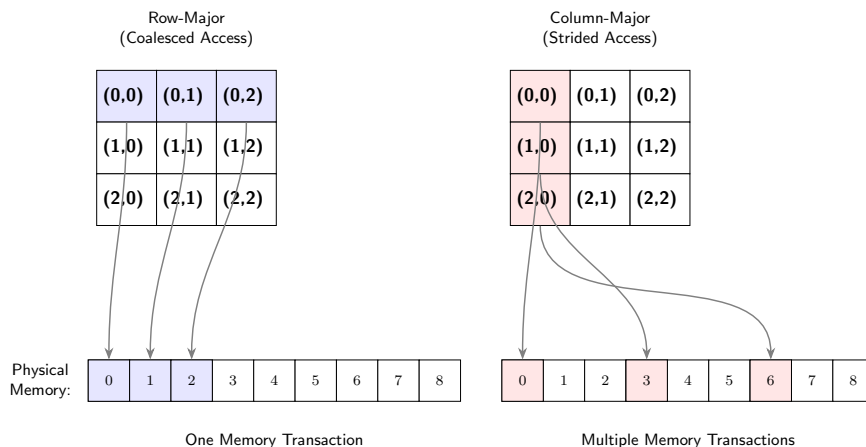 Row-Major
(Coalesced Access)
(0,0) (0,1) (0,2)
(1,0) (1,1) (1,2)
(2,0) (2,1) (2,2)
Physical
Memory:
0 1 2 3 4 5 6 7 8
One Memory Transaction
Column-Major
(Strided Access)
(0,0) (0,1) (0,2)
(1,0) (1,1) (1,2)
(2,0) (2,1) (2,2)
0 1 2 3 4 5 6 7 8
Multiple Memory Transactions